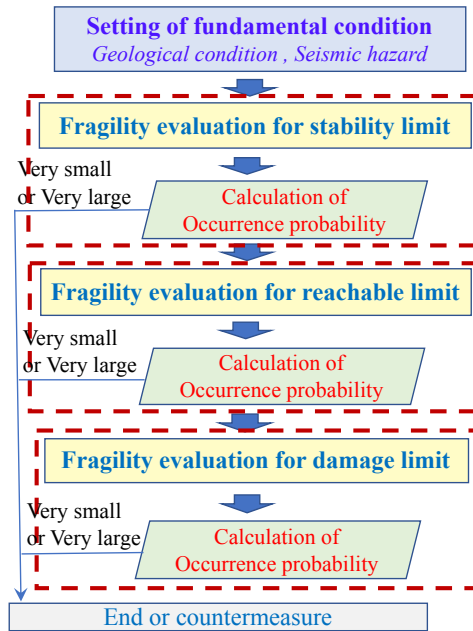 Setting of fundamental condition
Geological condition , Seismic hazard
Fragility evaluation for stability limit
Very small
or Very large
Calculation of
Occurrence probability
Fragility evaluation for reachable limit
Very small
or Very large
Calculation of
Occurrence probability
Fragility evaluation for damage limit
Very small
or Very large
Calculation of
Occurrence probability
End or countermeasure